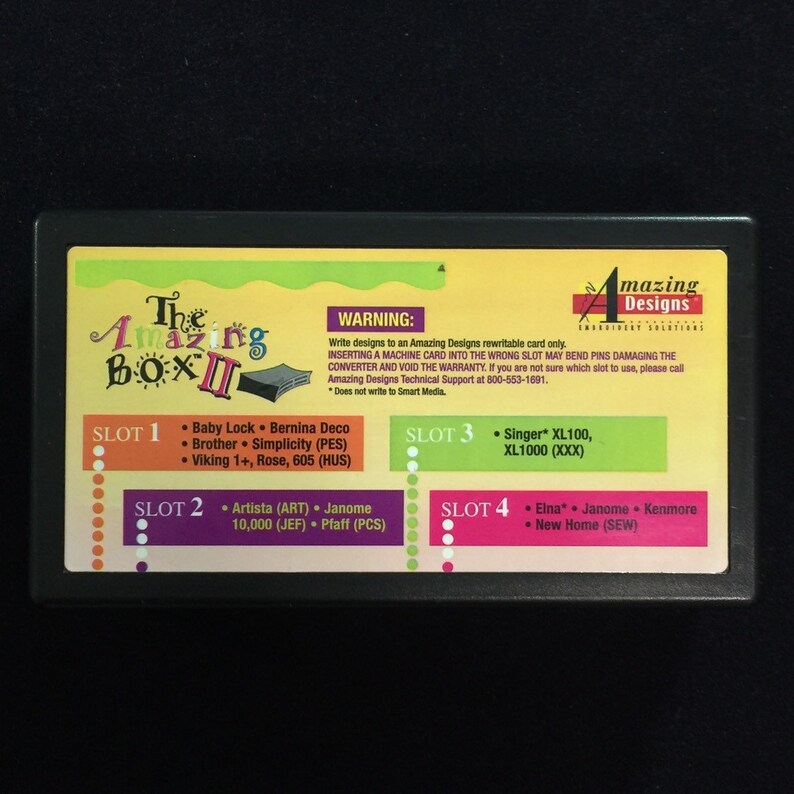 The
Amazing
BOX™ II
Amazing
Designs®
EMBROIDERY SOLUTIONS
WARNING:
Write designs to an Amazing Designs rewritable card only.
INSERTING A MACHINE CARD INTO THE WRONG SLOT MAY BEND PINS DAMAGING THE
CONVERTER AND VOID THE WARRANTY. If you are not sure which slot to use, please call
Amazing Designs Technical Support at 800-553-1691.
* Does not write to Smart Media.
SLOT 1
• Baby Lock • Bernina Deco
• Brother • Simplicity (PES)
• Viking 1+, Rose, 605 (HUS)
SLOT 2
• Artista (ART) • Janome
10,000 (JEF) • Pfaff (PCS)
SLOT 3
• Singer* XL100,
XL1000 (XXX)
SLOT 4
• Elna* • Janome • Kenmore
• New Home (SEW)